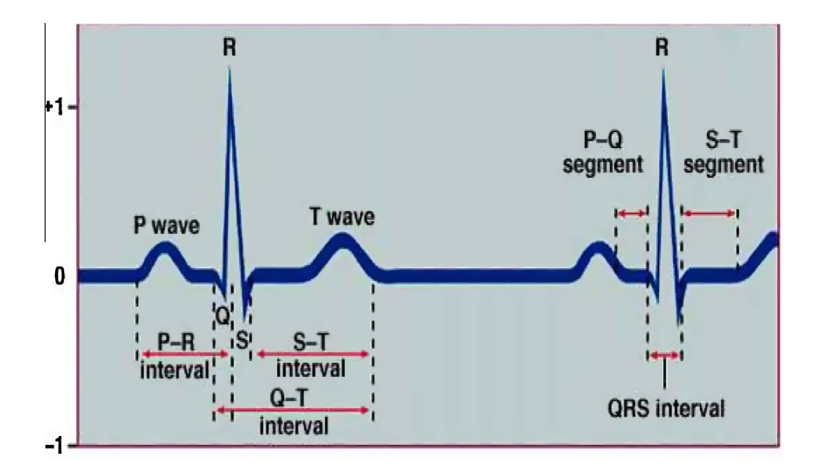 R
R
+1
P–Q
segment
S–T
segment
P wave
T wave
0
Q
S
P–R
interval
S–T
interval
Q–T
interval
QRS interval
-1